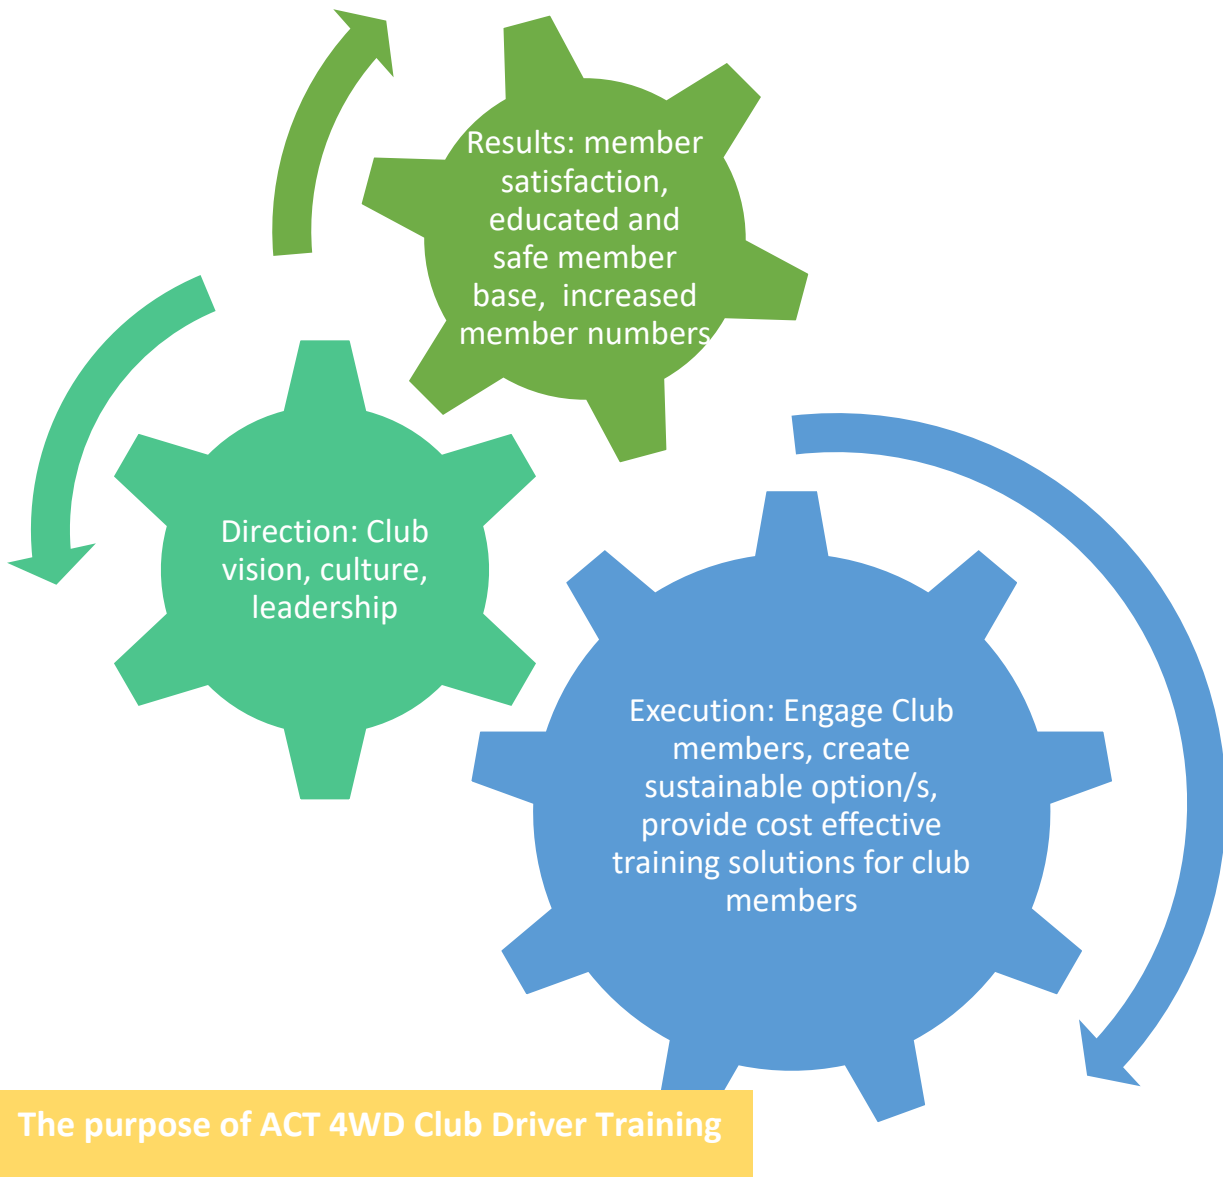 Results: member
satisfaction,
educated and
safe member
base,  increased
member numbers
Direction: Club
vision, culture,
leadership
Execution: Engage Club
members, create
sustainable option/s,
provide cost effective
training solutions for club
members
The purpose of ACT 4WD Club Driver Training